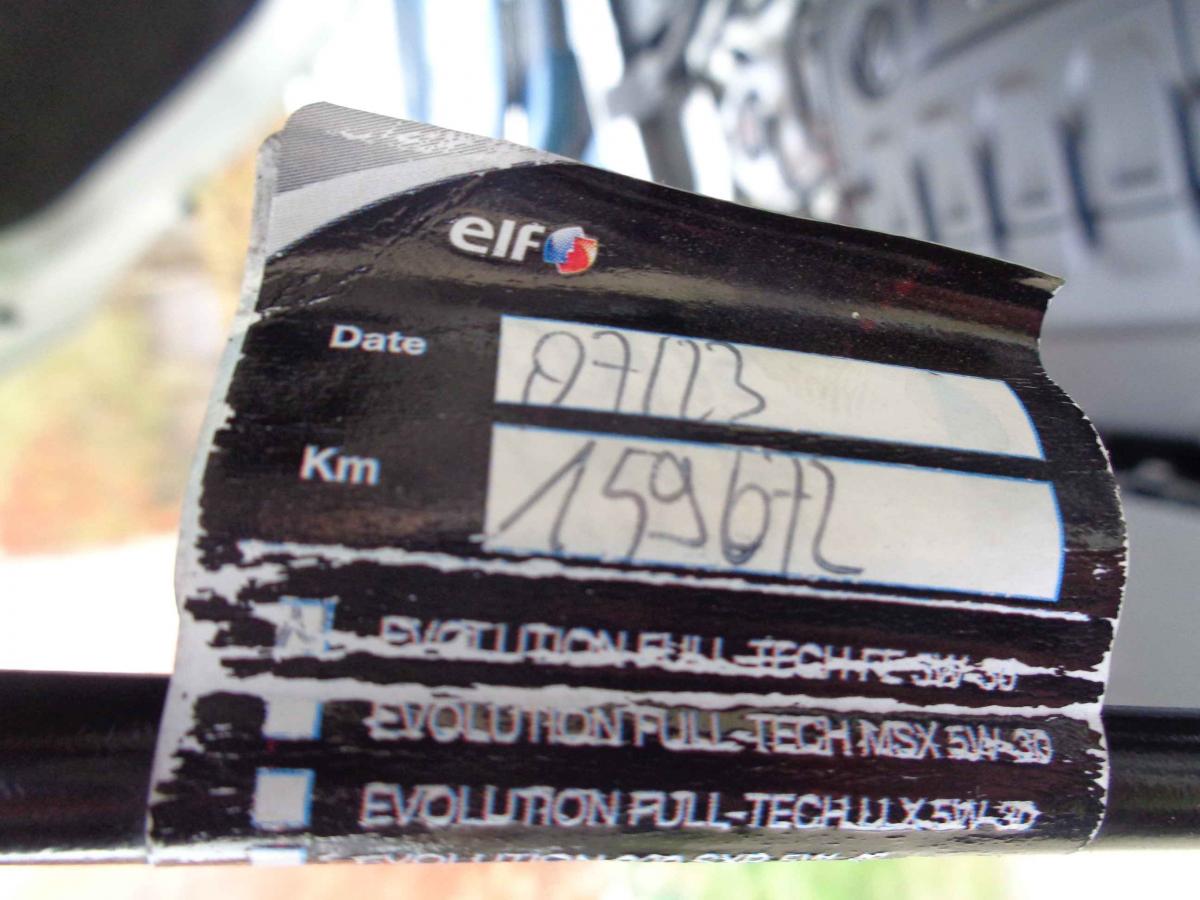 elf
Date 07/23
Km 159672
EVOLUTION FULL-TECH FE 5W-30
EVOLUTION FULL-TECH MSX 5W-30
EVOLUTION FULL-TECH LLX 5W-30
EVOLUTION